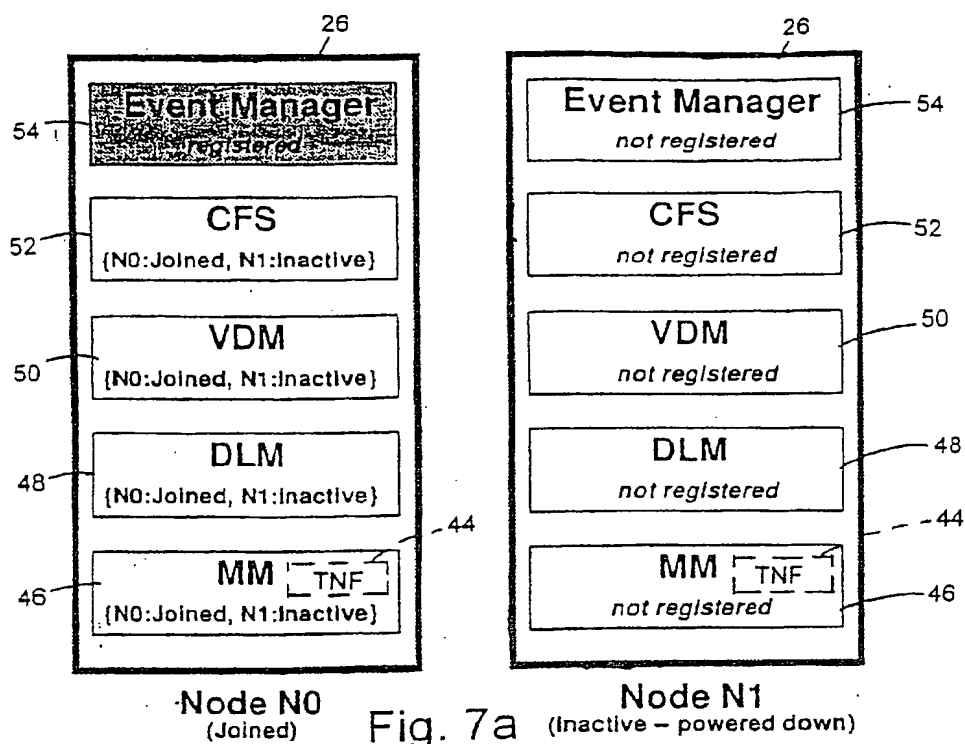 26
54
Event Manager
registered
52
CFS
{N0:Joined, N1:Inactive}
50
VDM
{N0:Joined, N1:Inactive}
48
DLM
{N0:Joined, N1:Inactive}
44
46
MM
TNF
{N0:Joined, N1:Inactive}
Node N0
(Joined)
26
Event Manager
not registered
54
CFS
not registered
52
VDM
not registered
50
DLM
not registered
48
44
MM
TNF
not registered
46
Node N1
(Inactive – powered down)
Fig. 7a